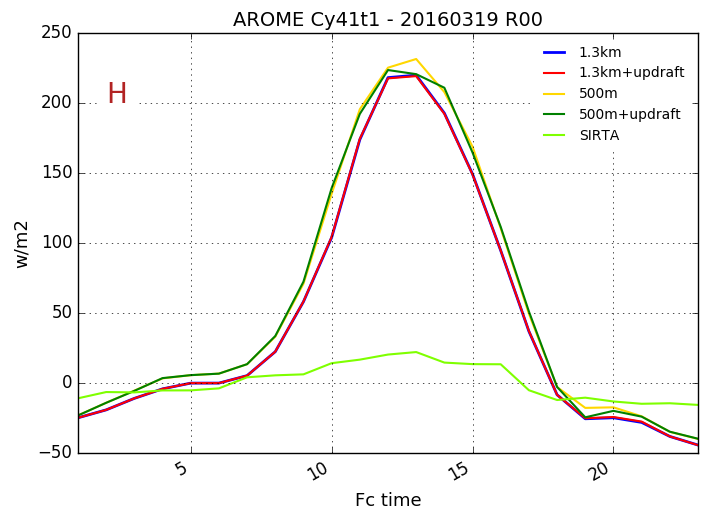 AROME Cy41t1 - 20160319 R00
H
1.3km
1.3km+updraft
500m
500m+updraft
SIRTA
250
200
150
100
50
0
−50
w/m2
5
10
15
20
Fc time